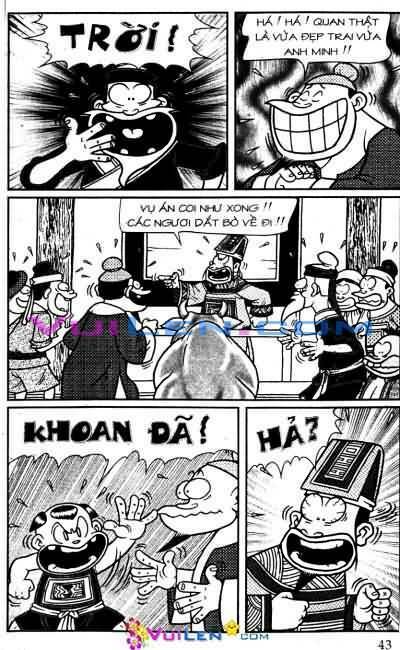 TRỜI!
HÁ! HÁ! QUAN THẬT
LÀ VỪA ĐẸP TRAI VỪA
ANH MINH!!
VỤ ÁN COI NHƯ XONG!
CÁC NGƯƠI DẮT BÒ VỀ ĐI!!
VUILEN.COM
KHOAN ĐÃ!
HẢ?
VUILEN.COM
43